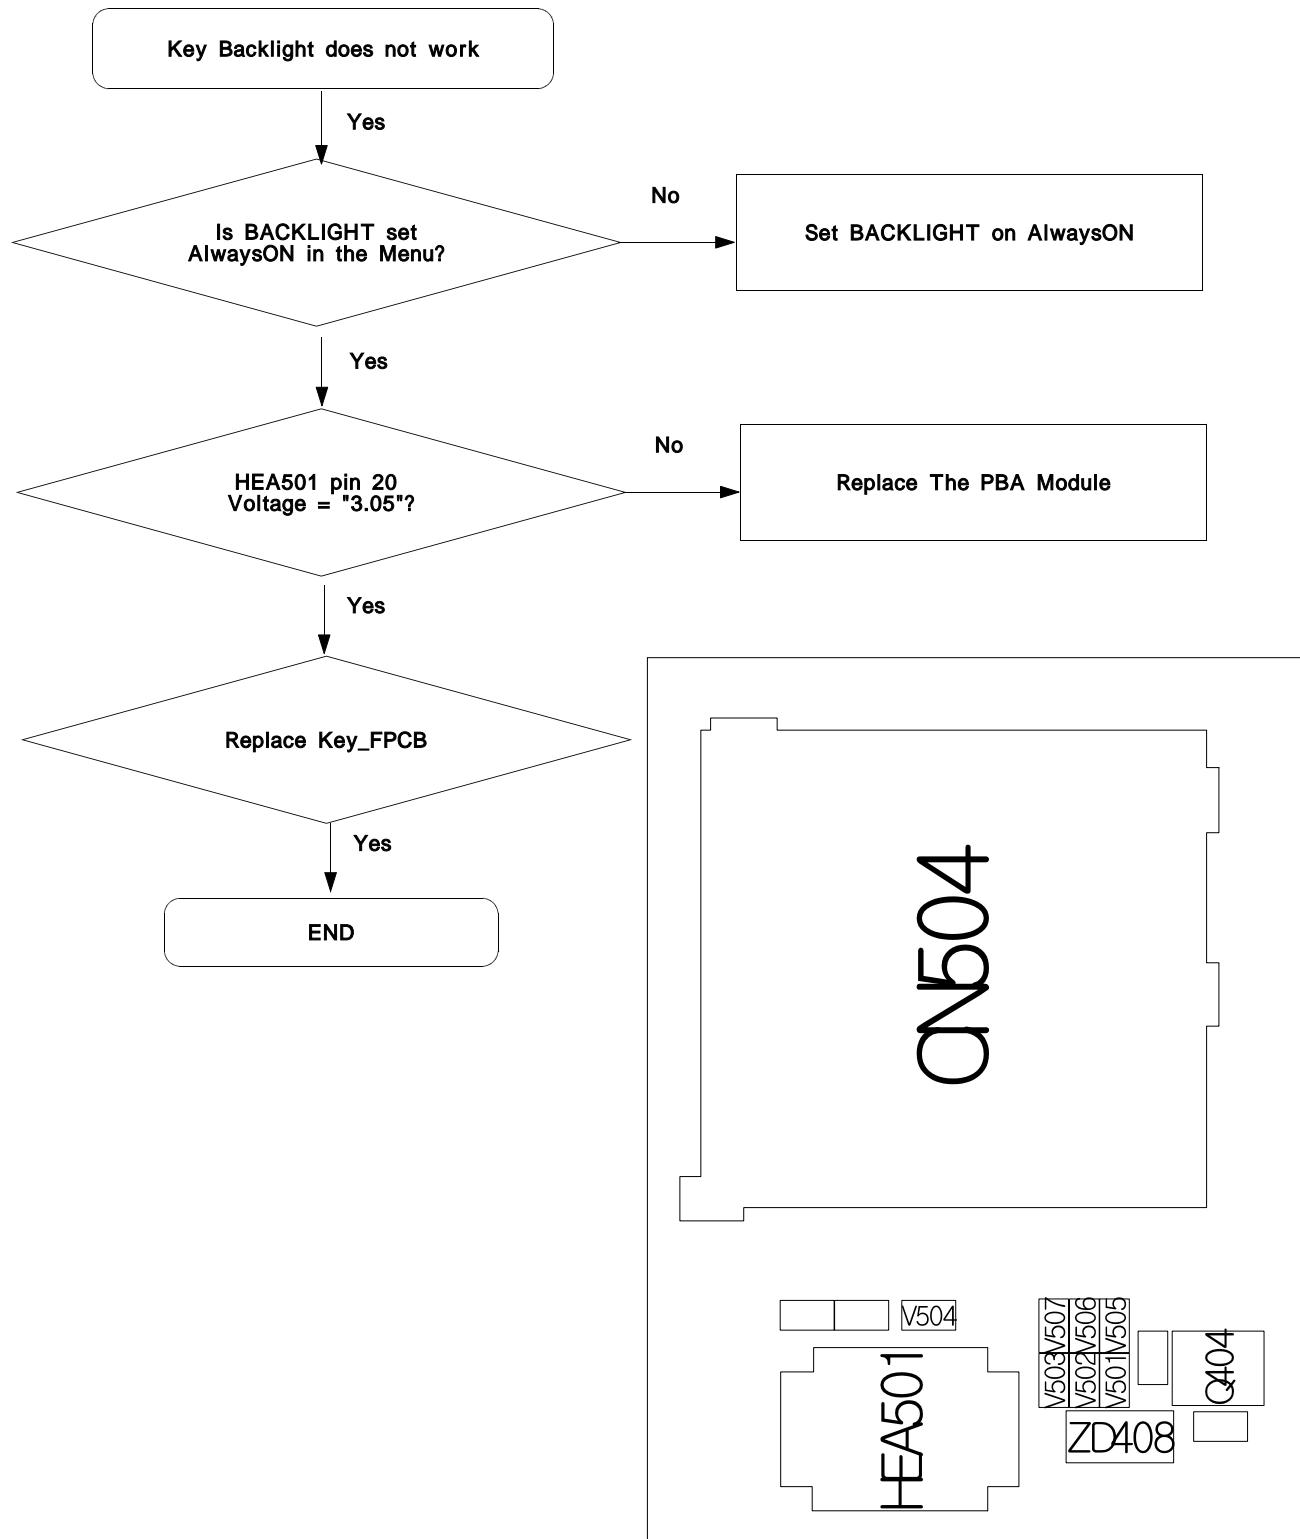 Key Backlight does not work
Yes
Is BACKLIGHT set
AlwaysON in the Menu?
No
Set BACKLIGHT on AlwaysON
Yes
HEA501 pin 20
Voltage = "3.05"?
No
Replace The PBA Module
Yes
Replace Key_FPCB
Yes
END
CN504
V504
V507
V506
V505
V503
V502
V501
Q404
ZD408
HEA501